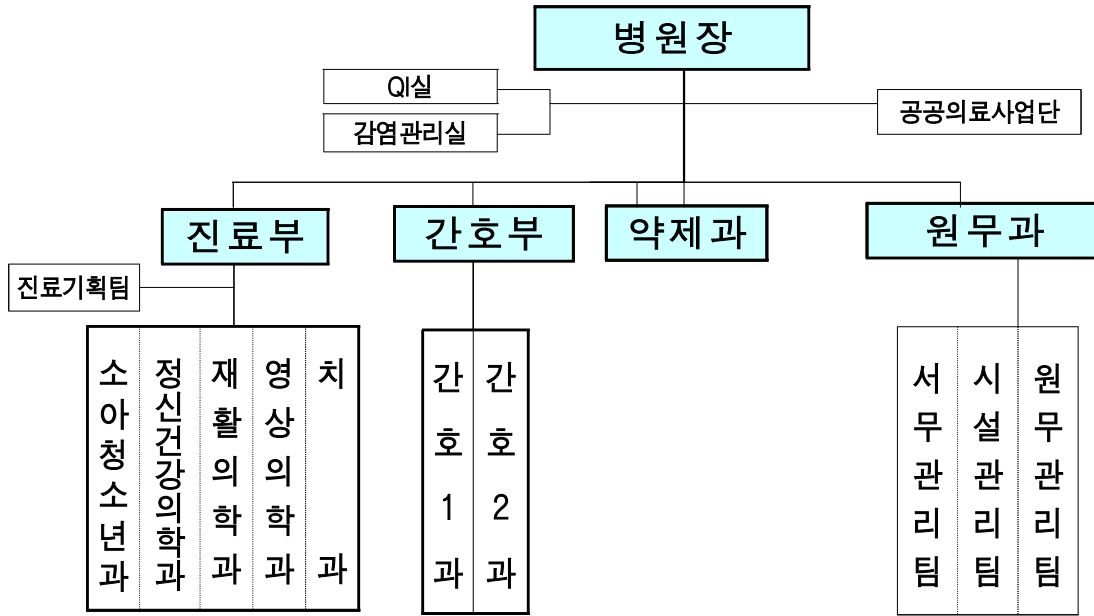 병원장
QI실
감염관리실
공공의료사업단
진료부
간호부
약제과
원무과
진료기획팀
소아청소년과
정신건강의학과
재활의학과
영상의학과
치과
간호1과
간호2과
서무관리팀
시설관리팀
원무관리팀